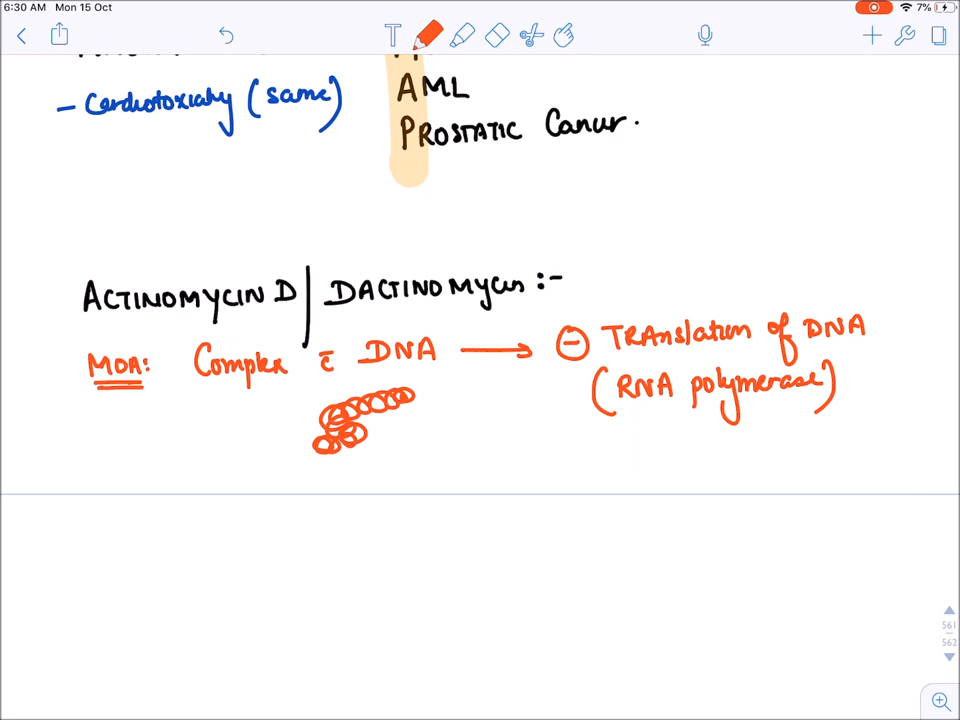 6:30 AM Mon 15 Oct
7%
T
- Cardiotoxicity (same)
AML
PROSTATIC Cancer.
ACTINOMYCIN D | DACTINOMYCIN :-
MOA: Complex c̄ DNA → ⊖ TRAnslation of DNA
(RNA polymerase)
561
562